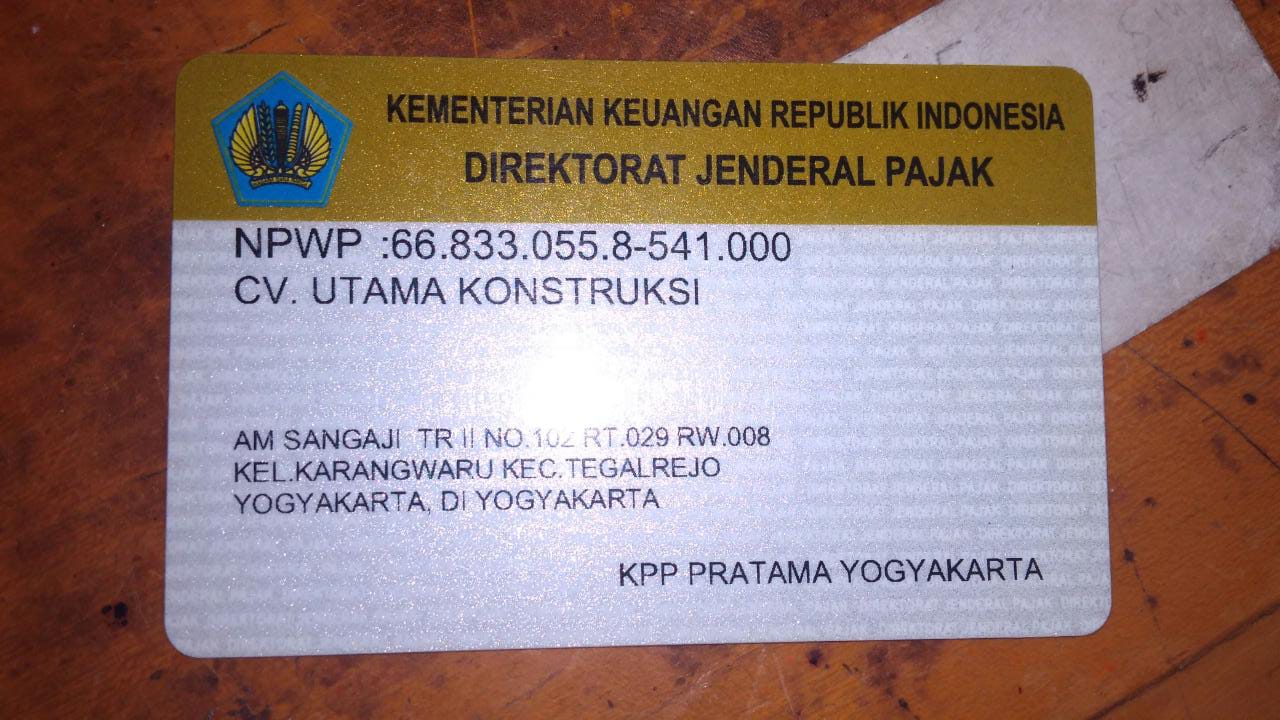 KEMENTERIAN KEUANGAN REPUBLIK INDONESIA
DIREKTORAT JENDERAL PAJAK
NPWP :66.833.055.8-541.000
CV. UTAMA KONSTRUKSI
AM SANGAJI TR II NO.102 RT.029 RW.008
KEL.KARANGWARU KEC.TEGALREJO
YOGYAKARTA, DI YOGYAKARTA
KPP PRATAMA YOGYAKARTA